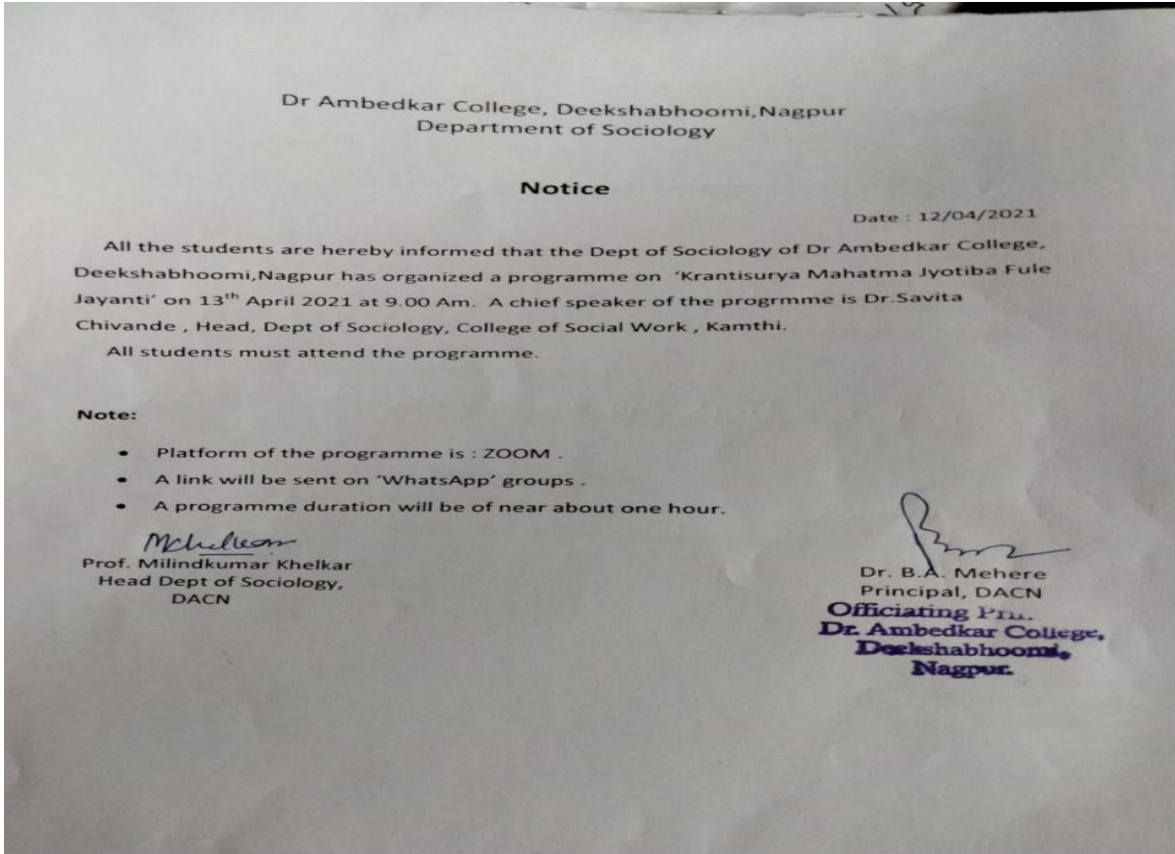 Dr Ambedkar College, Deekshabhoomi,Nagpur
Department of Sociology
Notice
Date : 12/04/2021
All the students are hereby informed that the Dept of Sociology of Dr Ambedkar College,
Deekshabhoomi,Nagpur has organized a programme on ‘Krantisurya Mahatma Jyotiba Fule
Jayanti’ on 13th April 2021 at 9.00 Am. A chief speaker of the progrmme is Dr.Savita
Chivande , Head, Dept of Sociology, College of Social Work , Kamthi.
All students must attend the programme.
Note:
• Platform of the programme is : ZOOM .
• A link will be sent on ‘WhatsApp’ groups .
• A programme duration will be of near about one hour.
Prof. Milindkumar Khelkar
Head Dept of Sociology,
DACN
Dr. B.A. Mehere
Principal, DACN
Officiating
Dr. Ambedkar College,
Deekshabhoomi,
Nagpur.